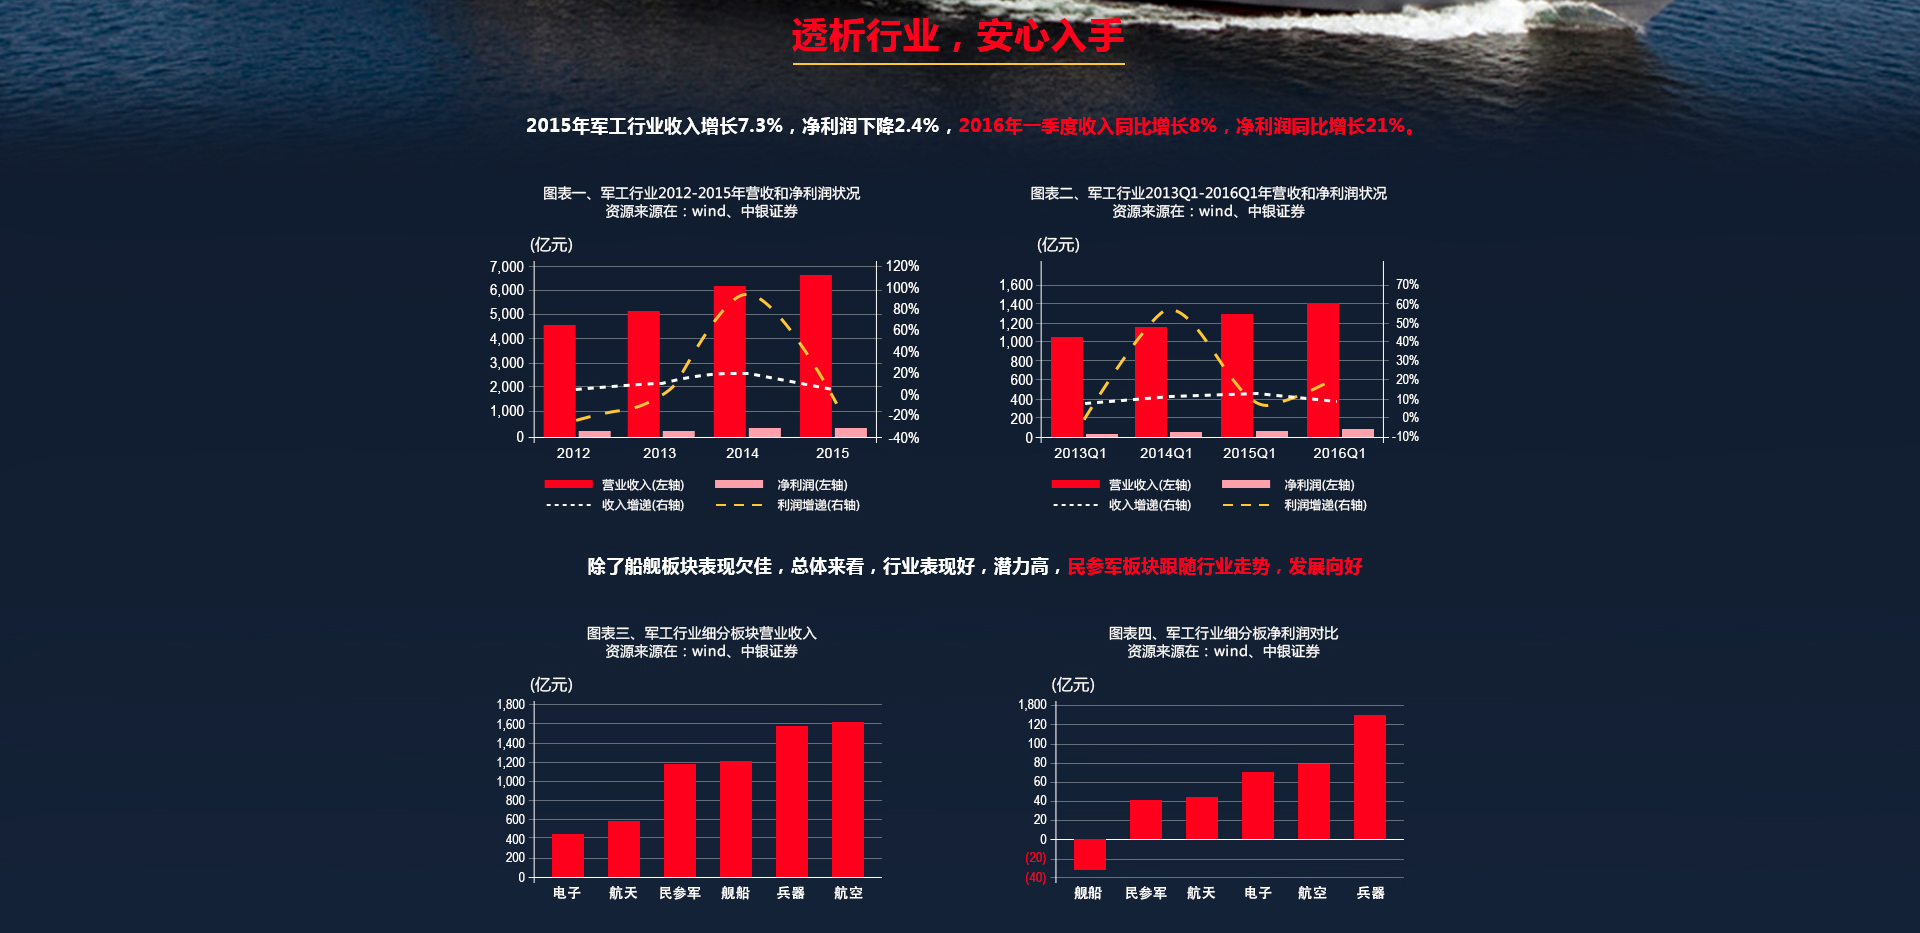 透析行业，安心入手
2015年军工行业收入增长7.3%，净利润下降2.4%，2016年一季度收入同比增长8%，净利润同比增长21%。
图表一、军工行业2012-2015年营收和净利润状况
资源来源在：wind、中银证券
(亿元)
7,000
6,000
5,000
4,000
3,000
2,000
1,000
0
120%
100%
80%
60%
40%
20%
0%
-20%
-40%
2012 2013 2014 2015
营业收入(左轴) 净利润(左轴)
收入增递(右轴) 利润增递(右轴)
图表二、军工行业2013Q1-2016Q1年营收和净利润状况
资源来源在：wind、中银证券
(亿元)
1,600
1,400
1,200
1,000
800
600
400
200
0
70%
60%
50%
40%
30%
20%
10%
0%
-10%
2013Q1 2014Q1 2015Q1 2016Q1
营业收入(左轴) 净利润(左轴)
收入增递(右轴) 利润增递(右轴)
除了船舰板块表现欠佳，总体来看，行业表现好，潜力高，民参军板块跟随行业走势，发展向好
图表三、军工行业细分板块营业收入
资源来源在：wind、中银证券
(亿元)
1,800
1,600
1,400
1,200
1,000
800
600
400
200
0
电子 航天 民参军 舰船 兵器 航空
图表四、军工行业细分板净利润对比
资源来源在：wind、中银证券
(亿元)
1,800
120
100
80
60
40
20
0
(20)
(40)
舰船 民参军 航天 电子 航空 兵器